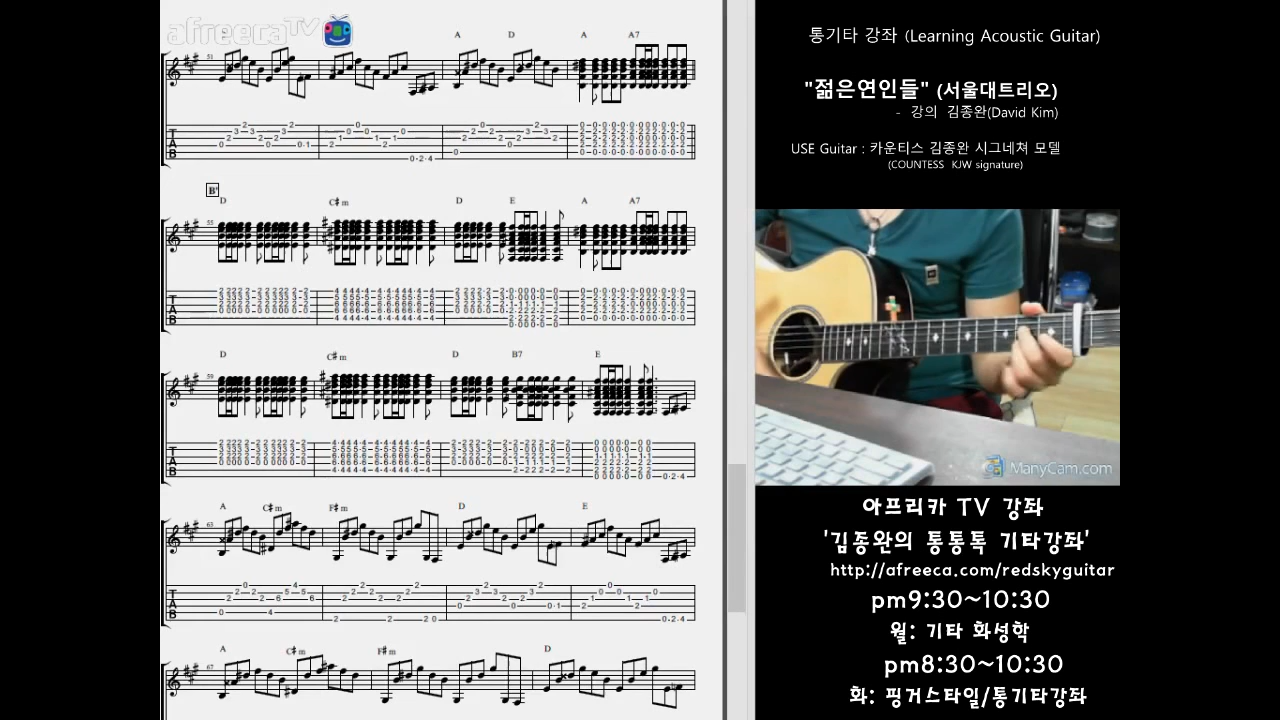 afreecaTV
A D A A7
51
B'
D C#m D E A A7
55
D C#m D B7 E
59
A C#m F#m D E
63
A C#m F#m D
67
통기타 강좌 (Learning Acoustic Guitar)
"젊은연인들" (서울대트리오)
- 강의 김종완(David Kim)
USE Guitar : 카운티스 김종완 시그네쳐 모델
(COUNTESS KJW signature)
ManyCam.com
아프리카 TV 강좌
'김종완의 통통톡 기타강좌'
http://afreeca.com/redskyguitar
pm9:30~10:30
월: 기타 화성학
pm8:30~10:30
화: 핑거스타일/통기타강좌